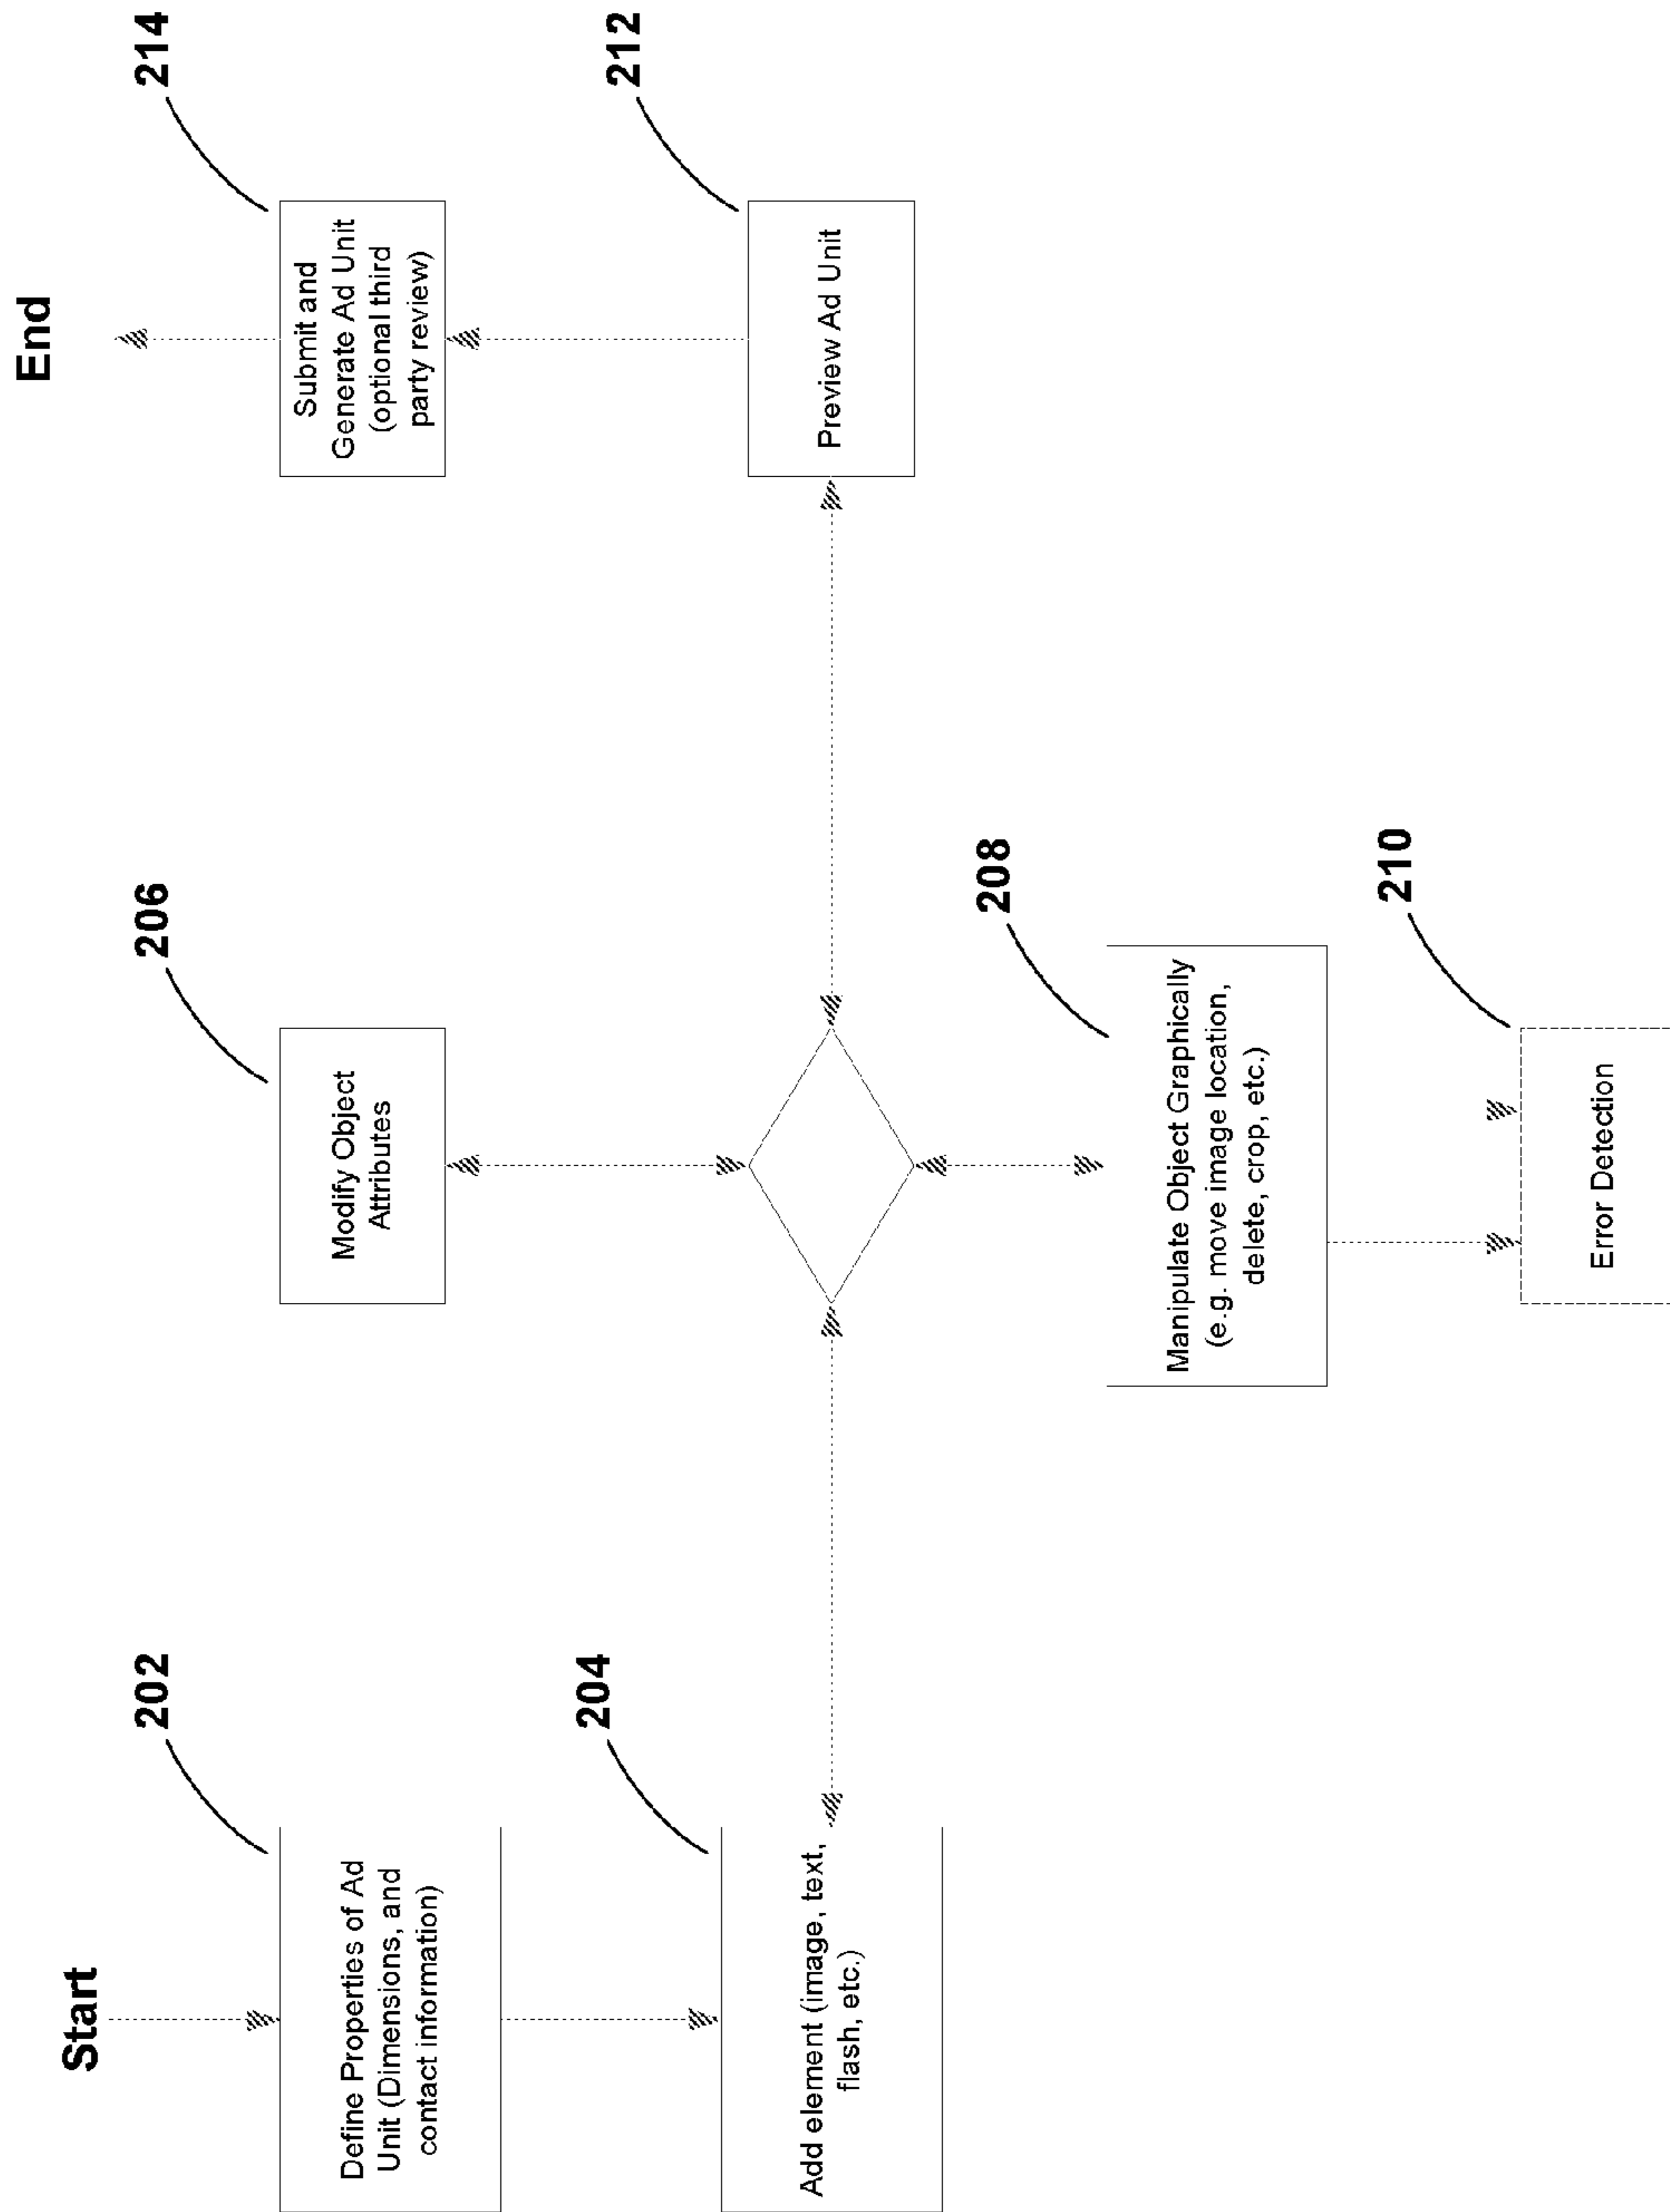 Start
202
Define Properties of Ad
Unit (Dimensions, and
contact information)
204
Add element (image, text,
flash, etc.)
206
Modify Object
Attributes
208
Manipulate Object Graphically
(e.g. move image location,
delete, crop, etc.)
210
Error Detection
212
Preview Ad Unit
214
Submit and
Generate Ad Unit
(optional third
party review)
End